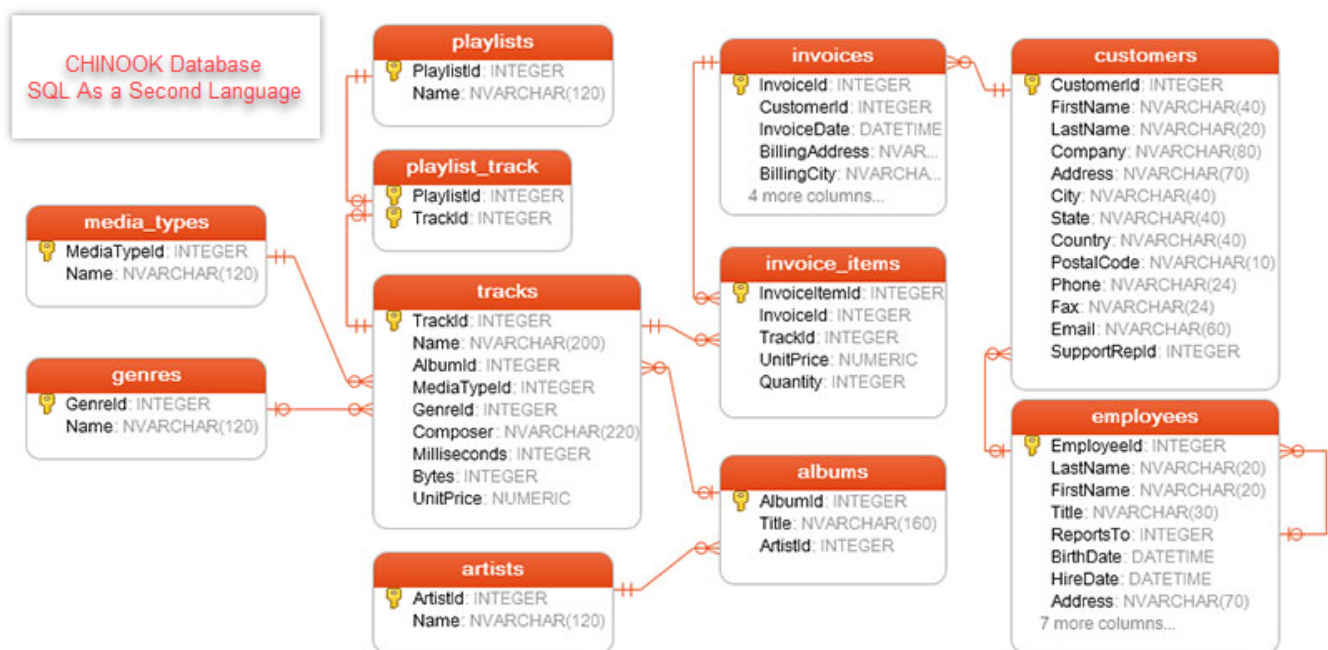 CHINOOK Database
SQL As a Second Language
playlists
PlaylistId: INTEGER
Name: NVARCHAR(120)
playlist_track
PlaylistId: INTEGER
TrackId: INTEGER
media_types
MediaTypeId: INTEGER
Name: NVARCHAR(120)
genres
GenreId: INTEGER
Name: NVARCHAR(120)
tracks
TrackId: INTEGER
Name: NVARCHAR(200)
AlbumId: INTEGER
MediaTypeId: INTEGER
GenreId: INTEGER
Composer: NVARCHAR(220)
Milliseconds: INTEGER
Bytes: INTEGER
UnitPrice: NUMERIC
artists
ArtistId: INTEGER
Name: NVARCHAR(120)
invoices
InvoiceId: INTEGER
CustomerId: INTEGER
InvoiceDate: DATETIME
BillingAddress: NVAR...
BillingCity: NVARCHA...
4 more columns...
invoice_items
InvoiceItemId: INTEGER
InvoiceId: INTEGER
TrackId: INTEGER
UnitPrice: NUMERIC
Quantity: INTEGER
albums
AlbumId: INTEGER
Title: NVARCHAR(160)
ArtistId: INTEGER
customers
CustomerId: INTEGER
FirstName: NVARCHAR(40)
LastName: NVARCHAR(20)
Company: NVARCHAR(80)
Address: NVARCHAR(70)
City: NVARCHAR(40)
State: NVARCHAR(40)
Country: NVARCHAR(40)
PostalCode: NVARCHAR(10)
Phone: NVARCHAR(24)
Fax: NVARCHAR(24)
Email: NVARCHAR(60)
SupportRepId: INTEGER
employees
EmployeeId: INTEGER
LastName: NVARCHAR(20)
FirstName: NVARCHAR(20)
Title: NVARCHAR(30)
ReportsTo: INTEGER
BirthDate: DATETIME
HireDate: DATETIME
Address: NVARCHAR(70)
7 more columns...